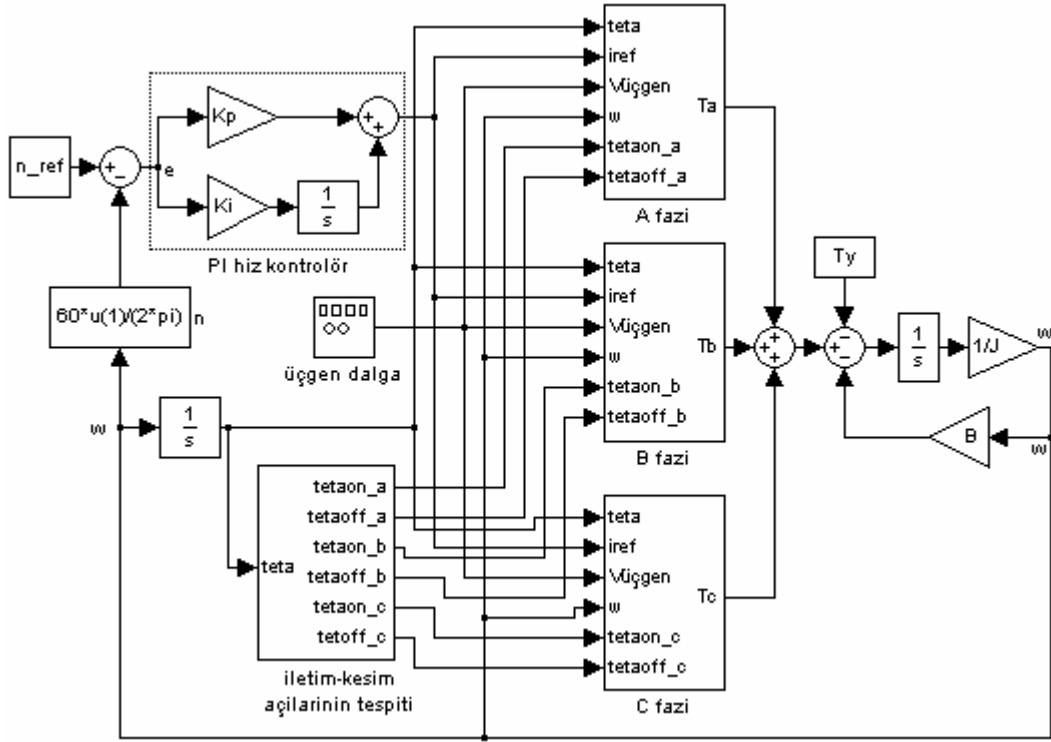 n_ref
+
-
e
Kp
Ki
1
s
+
+
PI hiz kontrolör
60*u(1)/(2*pi)
n
w
1
s
üçgen dalga
teta
tetaon_a
tetaoff_a
tetaon_b
tetaoff_b
tetaon_c
tetoff_c
iletim-kesim
açilarinin tespiti
teta
iref
Vüçgen
w
tetaon_a
tetaoff_a
Ta
A fazi
teta
iref
Vüçgen
w
tetaon_b
tetaoff_b
Tb
B fazi
teta
iref
Vüçgen
w
tetaon_c
tetaoff_c
Tc
C fazi
+
+
+
Ty
-
+
-
1
s
1/J
w
B
w